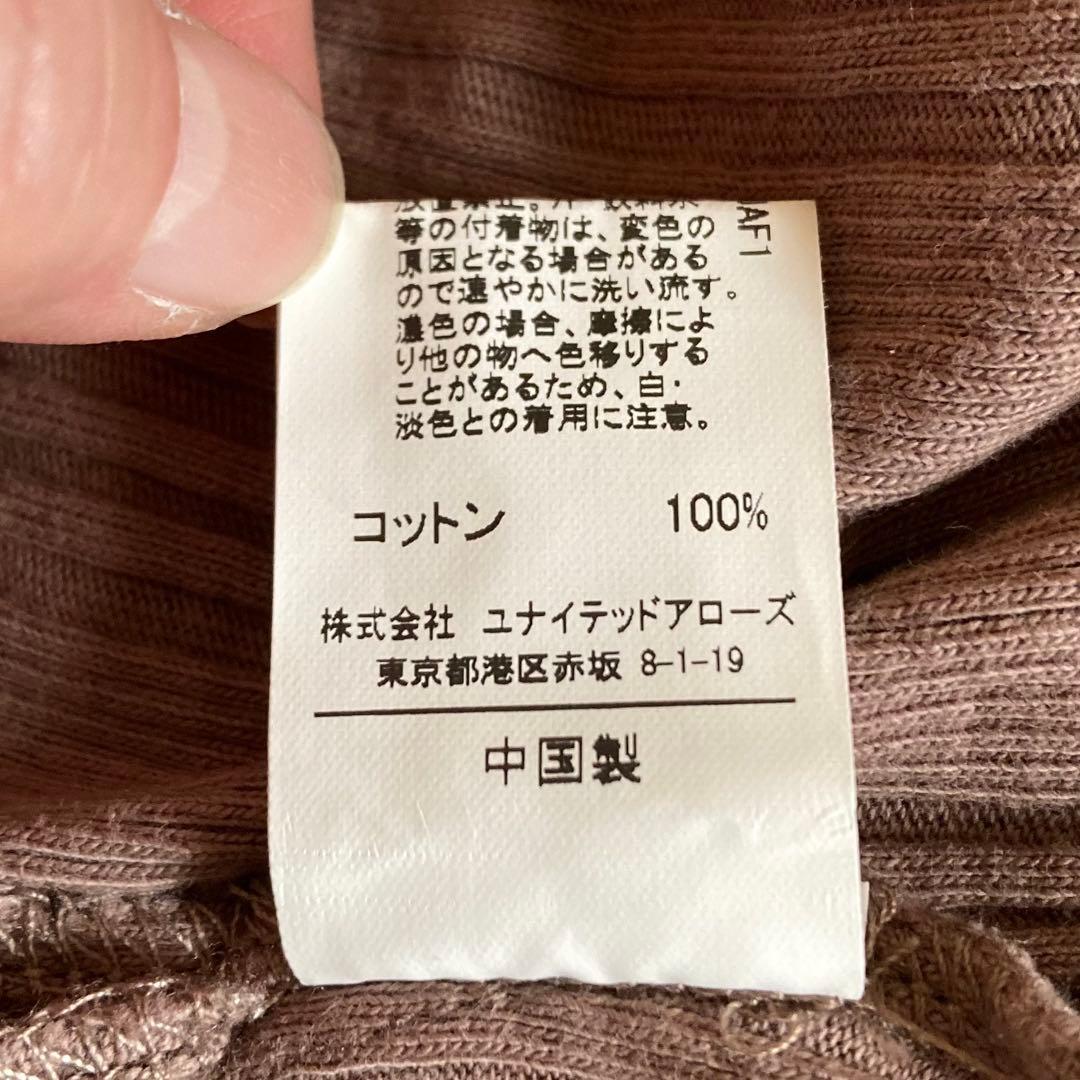 等の付着物は、変色の
原因となる場合がある
ので速やかに洗い流す。
濃色の場合、摩擦によ
り他の物へ色移りする
ことがあるため、白・
淡色との着用に注意。
コットン 100%
株式会社 ユナイテッドアローズ
東京都港区赤坂 8-1-19
中国製
AF1